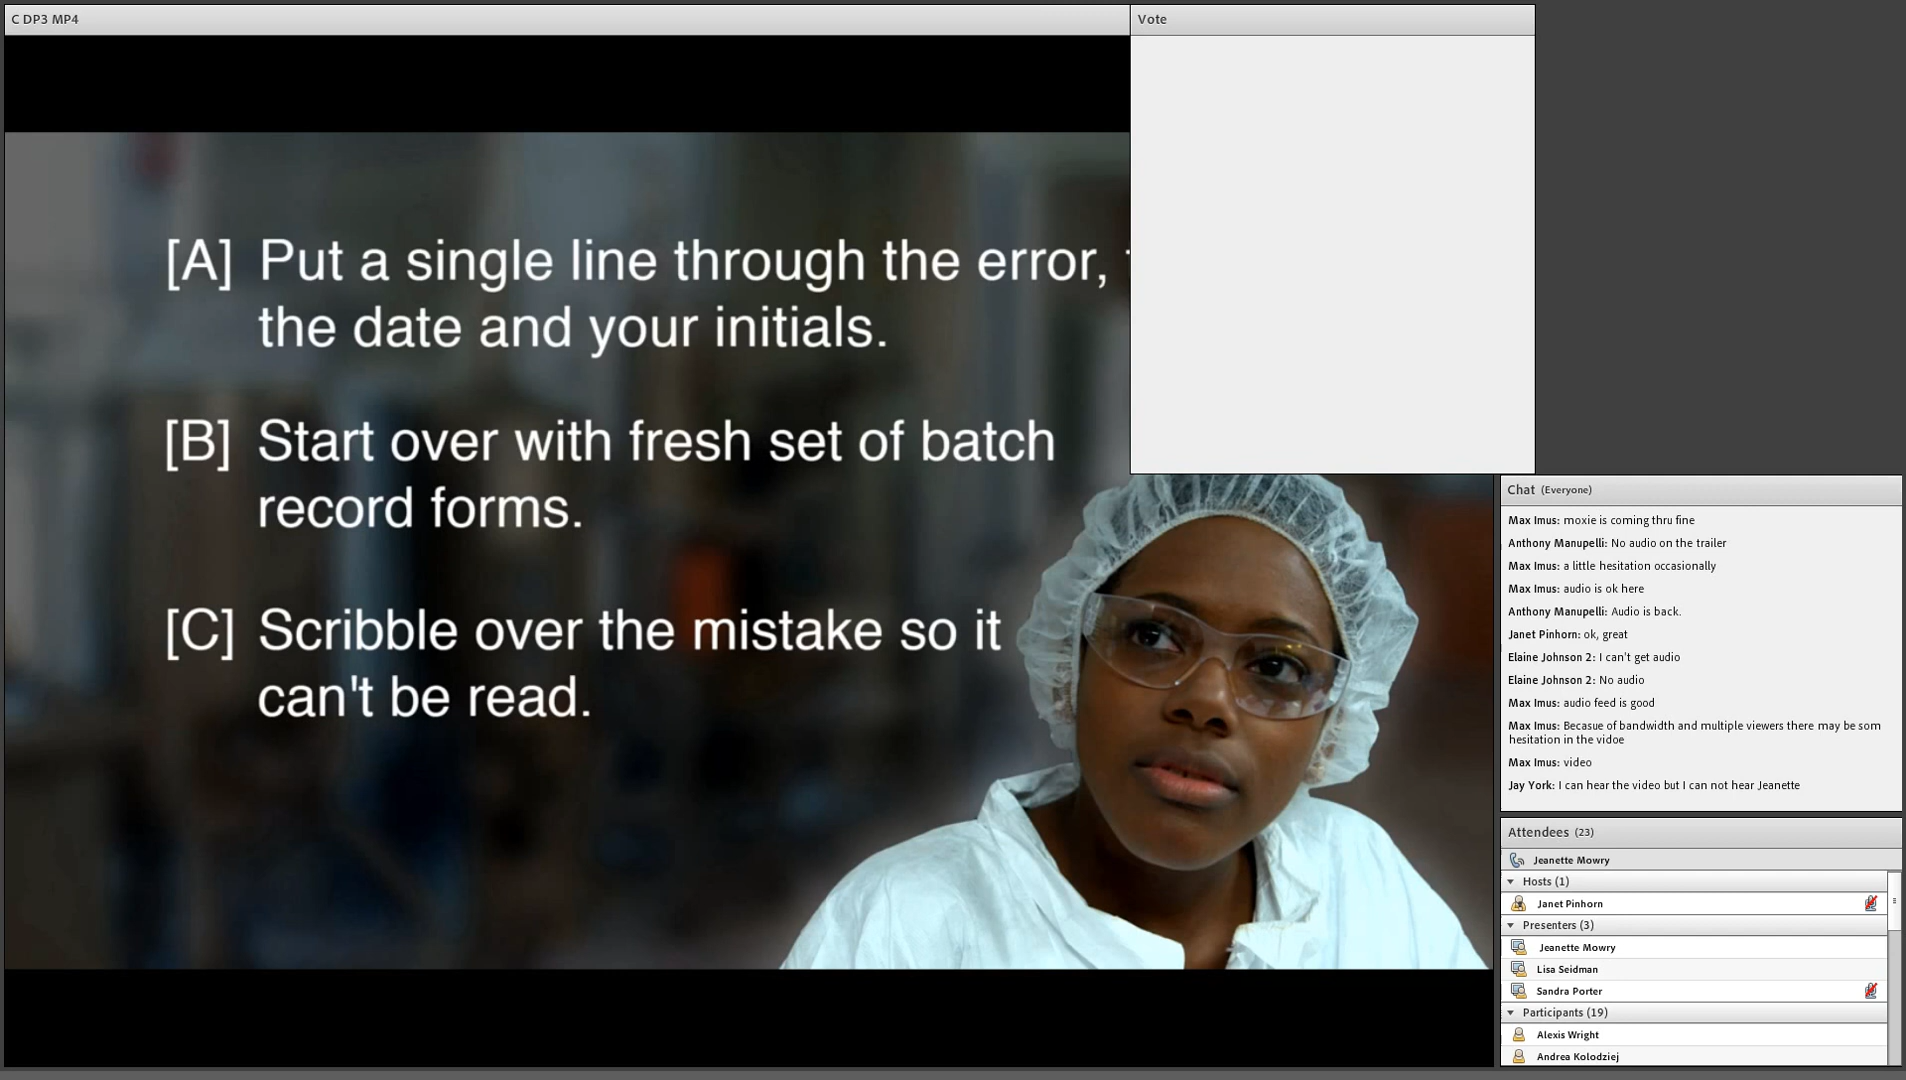 C DP3 MP4
Vote
[A] Put a single line through the error,
the date and your initials.
[B] Start over with fresh set of batch
record forms.
[C] Scribble over the mistake so it
can't be read.
Chat (Everyone)
Max Imus: moxie is coming thru fine
Anthony Manupelli: No audio on the trailer
Max Imus: a little hesitation occasionally
Max Imus: audio is ok here
Anthony Manupelli: Audio is back.
Janet Pinhorn: ok, great
Elaine Johnson 2: I can't get audio
Elaine Johnson 2: No audio
Max Imus: audio feed is good
Max Imus: Becasue of bandwidth and multiple viewers there may be som
hesitation in the vidoe
Max Imus: video
Jay York: I can hear the video but I can not hear Jeanette
Attendees (23)
Jeanette Mowry
Hosts (1)
Janet Pinhorn
Presenters (3)
Jeanette Mowry
Lisa Seidman
Sandra Porter
Participants (19)
Alexis Wright
Andrea Kolodziej